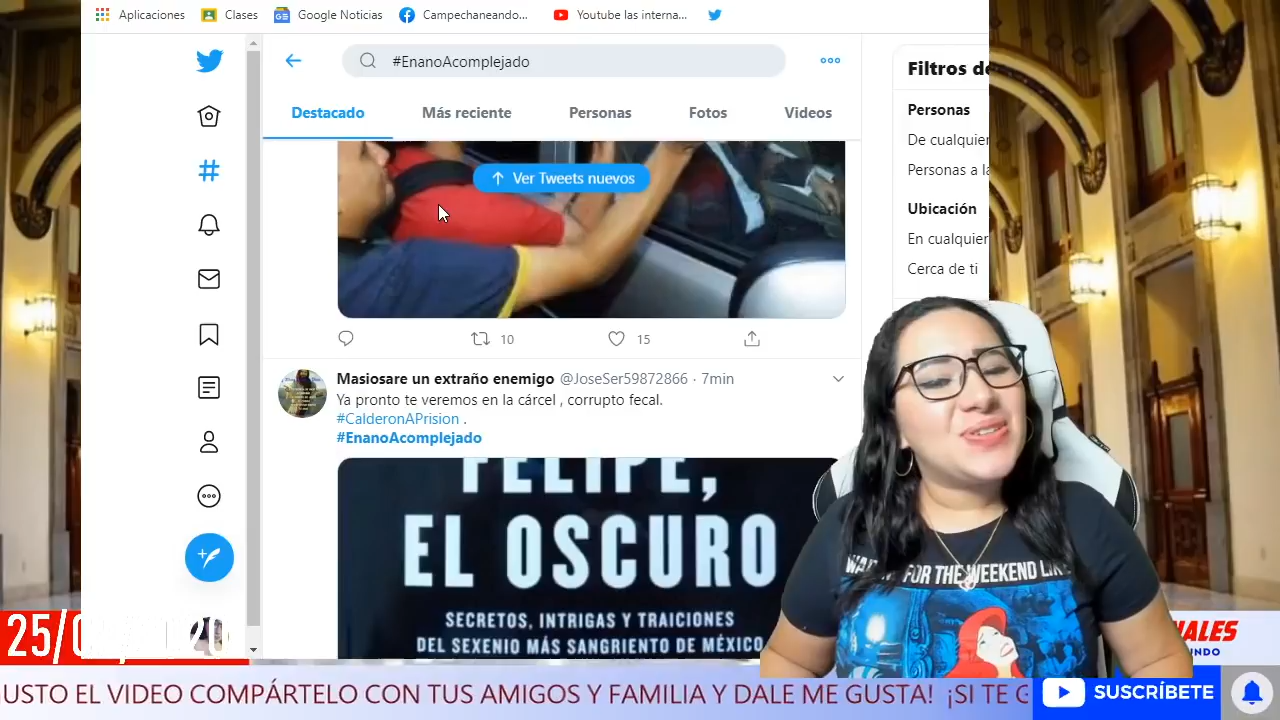 Aplicaciones
Clases
Google Noticias
Campechaneando...
Youtube las interna...
#EnanoAcomplejado
Filtros de
Destacado
Más reciente
Personas
Fotos
Videos
Personas
De cualquier
Personas a la
Ubicación
En cualquier
Cerca de ti
Ver Tweets nuevos
10
15
Masiosare un extraño enemigo @JoseSer59872866 · 7min
Ya pronto te veremos en la cárcel , corrupto fecal.
#CalderonAPrision .
#EnanoAcomplejado
FELIPE,
EL OSCURO
SECRETOS, INTRIGAS Y TRAICIONES
DEL SEXENIO MÁS SANGRIENTO DE MÉXICO
FOR THE WEEKEND
25/
NALES
UNDO
GUSTO EL VIDEO COMPÁRTELO CON TUS AMIGOS Y FAMILIA Y DALE ME GUSTA! ¡SI TE G
SUSCRÍBETE